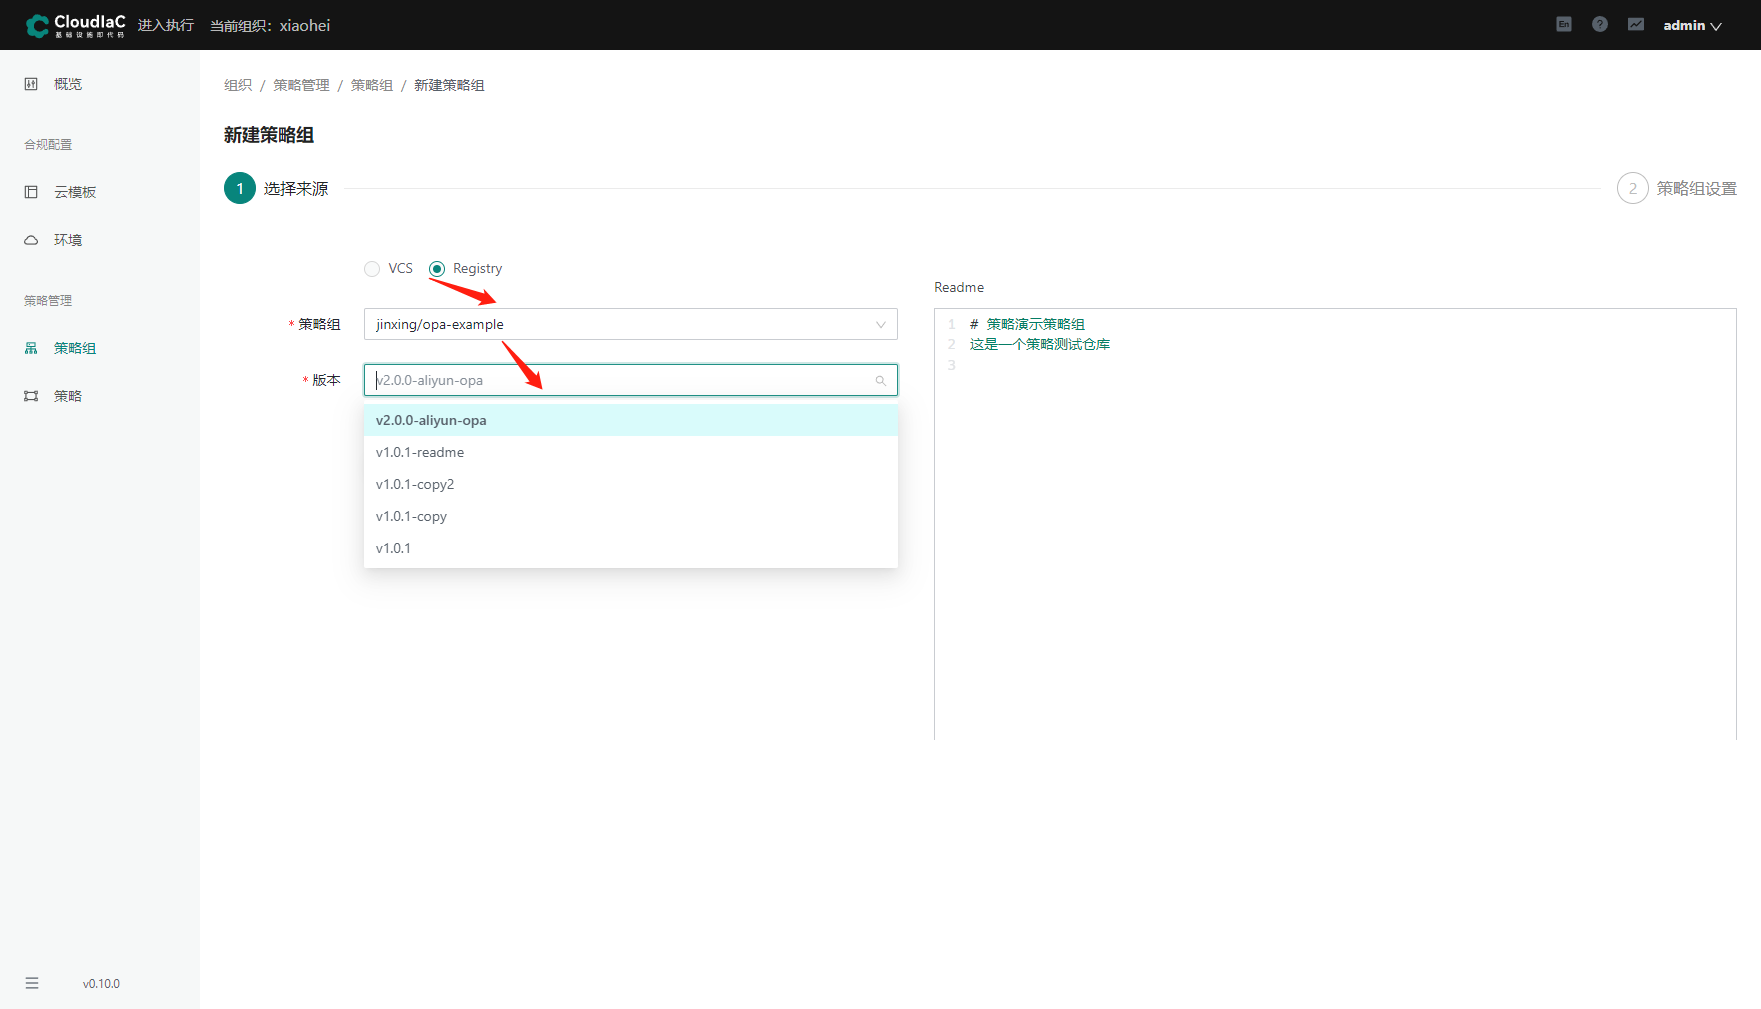 CloudIaC
基础设施即代码
进入执行
当前组织：xiaohei
En
?
admin
概览
合规配置
云模板
环境
策略管理
策略组
策略
v0.10.0
组织 / 策略管理 / 策略组 / 新建策略组
新建策略组
1 选择来源
2 策略组设置
VCS
Registry
* 策略组
jinxing/opa-example
* 版本
v2.0.0-aliyun-opa
v2.0.0-aliyun-opa
v1.0.1-readme
v1.0.1-copy2
v1.0.1-copy
v1.0.1
Readme
1 # 策略演示策略组
2 这是一个策略测试仓库
3